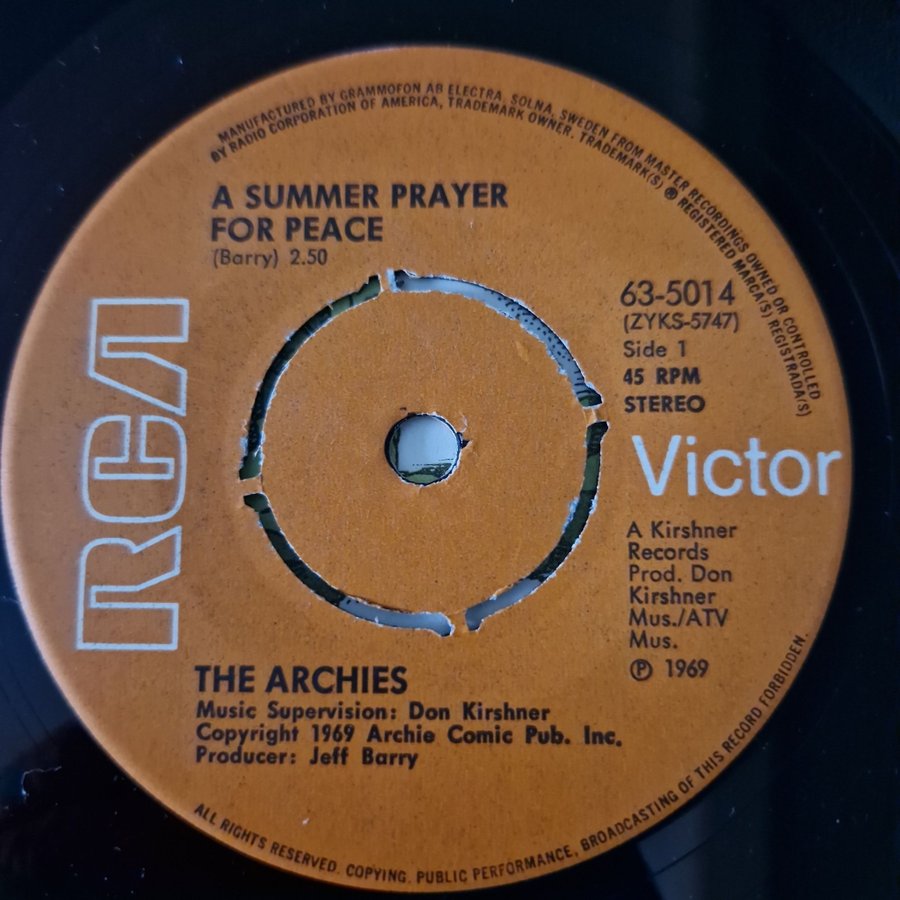 MANUFACTURED BY GRAMMOFON AB ELECTRA, SOLNA, SWEDEN FROM MASTER RECORDINGS OWNED OR CONTROLLED
BY RADIO CORPORATION OF AMERICA, TRADEMARK OWNER. TRADEMARK(S) ® REGISTERED MARCA(S) REGISTRADA(S)
A SUMMER PRAYER
FOR PEACE
(Barry) 2.50
RCA
63-5014
(ZYKS-5747)
Side 1
45 RPM
STEREO
Victor
A Kirshner
Records
Prod. Don
Kirshner
Mus./ATV
Mus.
℗ 1969
THE ARCHIES
Music Supervision: Don Kirshner
Copyright 1969 Archie Comic Pub. Inc.
Producer: Jeff Barry
ALL RIGHTS RESERVED. COPYING, PUBLIC PERFORMANCE, BROADCASTING OF THIS RECORD FORBIDDEN.